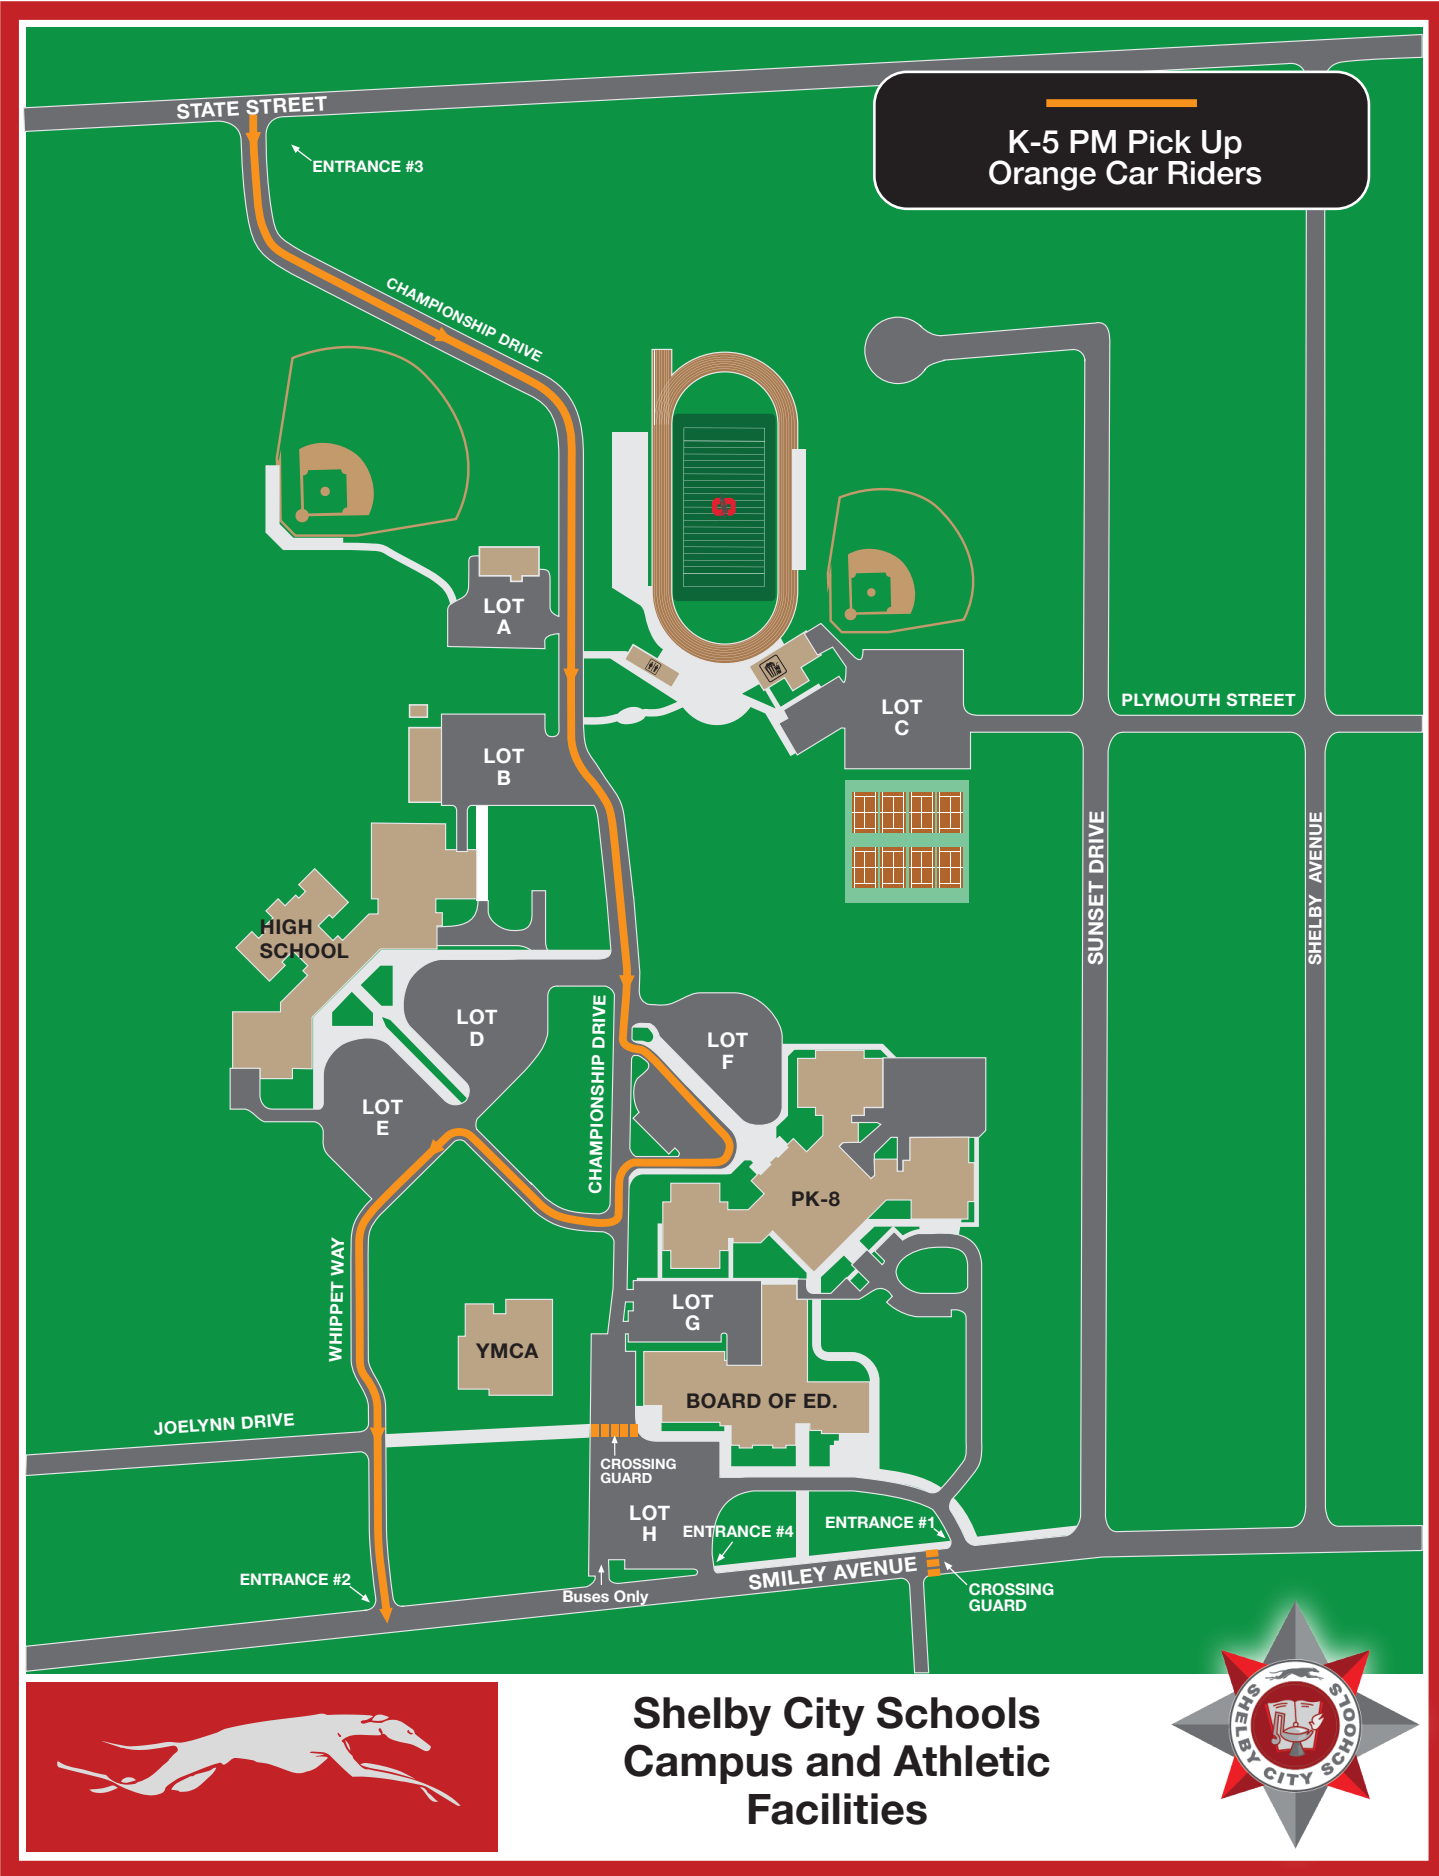 STATE STREET
K-5 PM Pick Up
Orange Car Riders
ENTRANCE #3
CHAMPIONSHIP DRIVE
LOT
A
PLYMOUTH STREET
LOT
C
LOT
B
SUNSET DRIVE
SHELBY AVENUE
HIGH
SCHOOL
LOT
D
CHAMPIONSHIP DRIVE
LOT
F
LOT
E
PK-8
WHIPPET WAY
LOT
G
YMCA
BOARD OF ED.
JOELYNN DRIVE
CROSSING
GUARD
LOT
H
ENTRANCE #4
ENTRANCE #1
SMILEY AVENUE
ENTRANCE #2
Buses Only
CROSSING
GUARD
Shelby City Schools
Campus and Athletic
Facilities
SHELBY CITY SCHOOLS